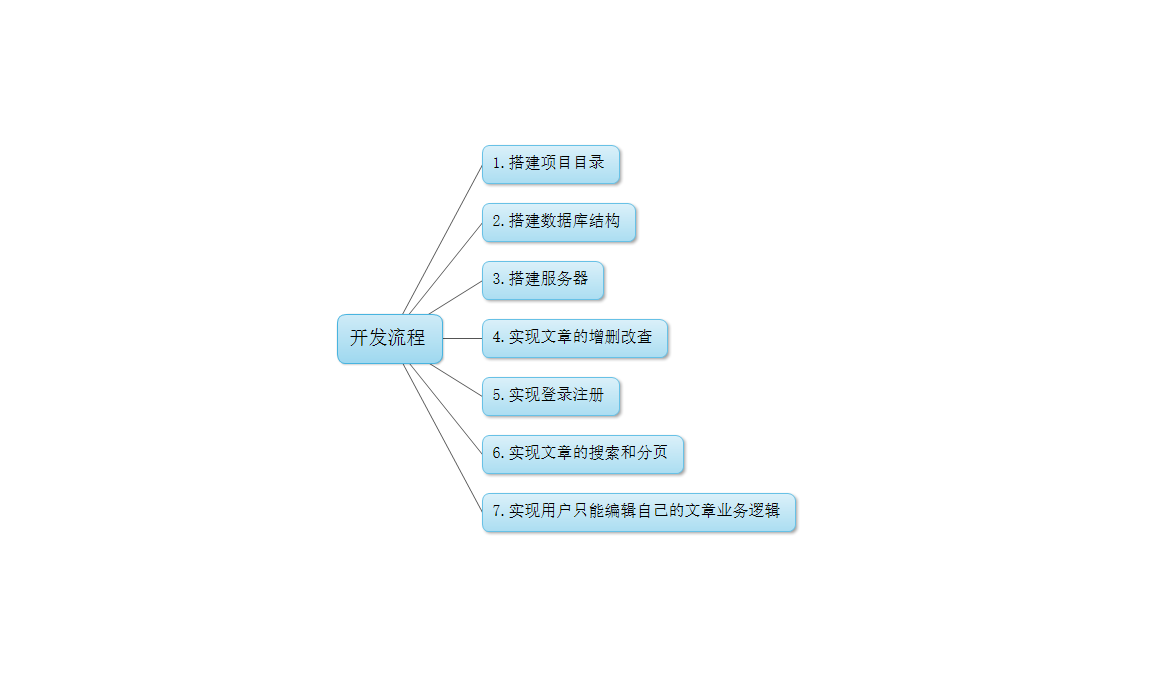 1.搭建项目目录
2.搭建数据库结构
3.搭建服务器
开发流程
4.实现文章的增删改查
5.实现登录注册
6.实现文章的搜索和分页
7.实现用户只能编辑自己的文章业务逻辑